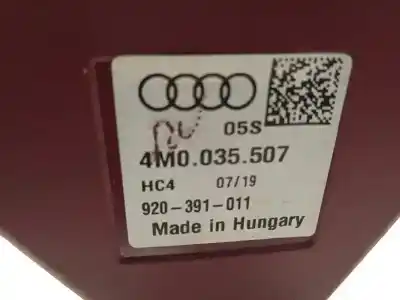 05S
4M0.035.507
HC4 07/19
920-391-011
Made in Hungary